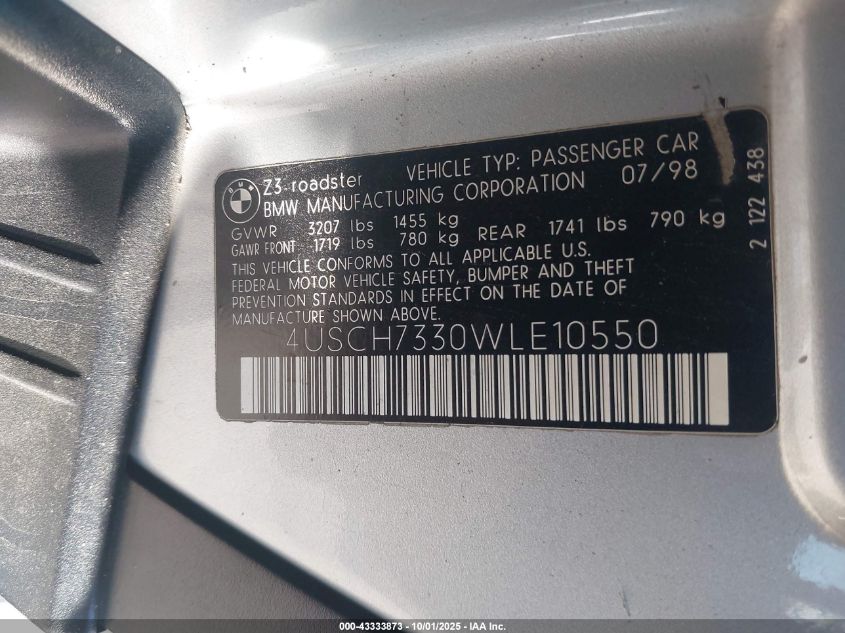 BMW
Z3-roadster VEHICLE TYP: PASSENGER CAR
BMW MANUFACTURING CORPORATION 07/98
GVWR 3207 lbs 1455 kg
GAWR FRONT: 1719 lbs 780 kg REAR 1741 lbs 790 kg
THIS VEHICLE CONFORMS TO ALL APPLICABLE U.S.
FEDERAL MOTOR VEHICLE SAFETY, BUMPER AND THEFT
PREVENTION STANDARDS IN EFFECT ON THE DATE OF
MANUFACTURE SHOWN ABOVE.
4USCH7330WLE10550
2 122 438
000-43333873 - 10/01/2025 - IAA Inc.